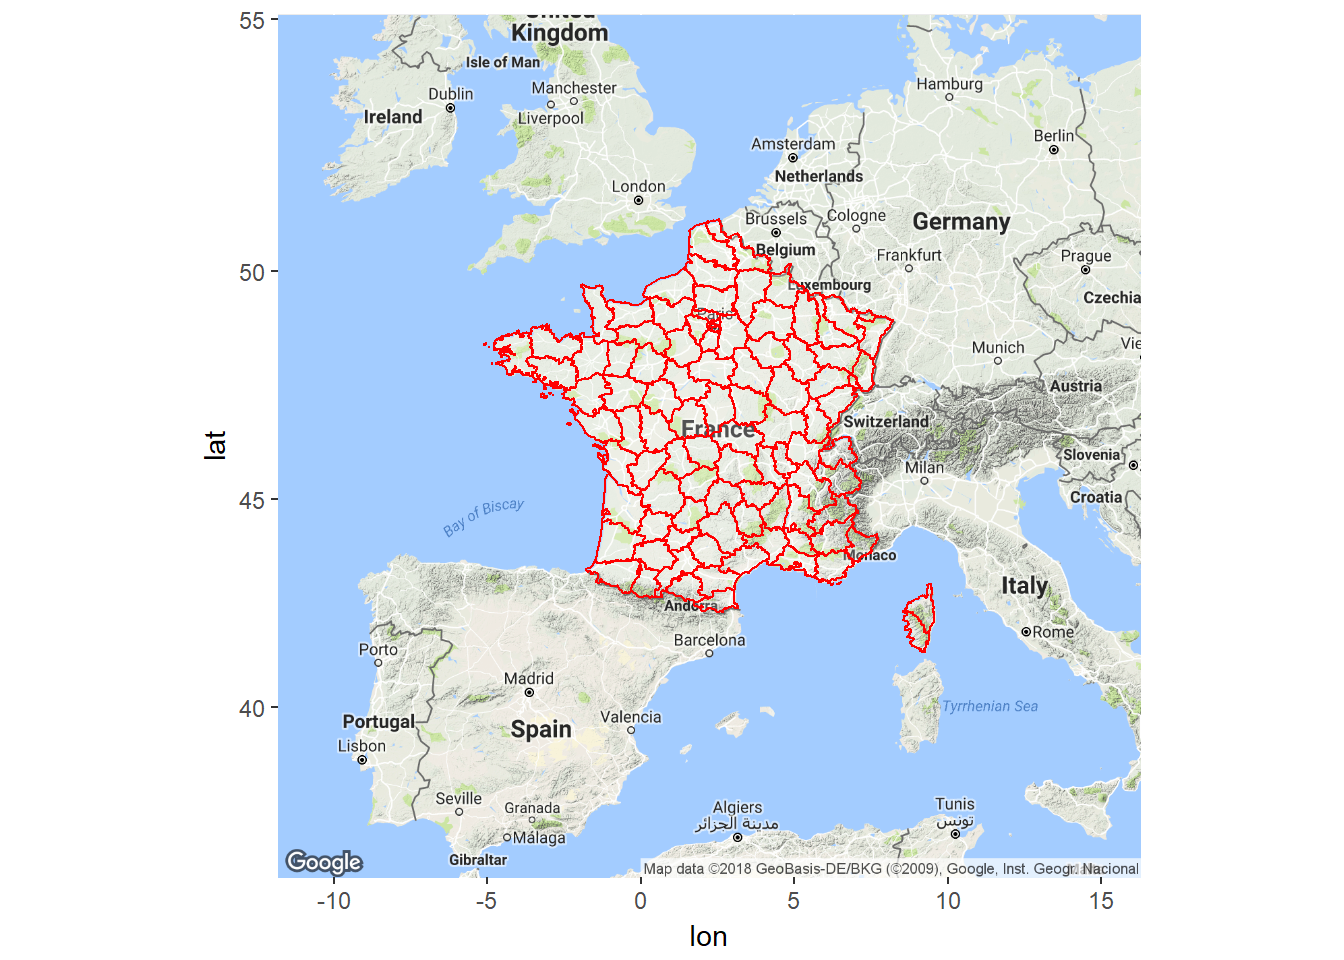 55
United
Kingdom
Isle of Man
Manchester
Dublin
Ireland
Liverpool
Hamburg
Berlin
Amsterdam
Netherlands
London
Brussels
Cologne
Germany
Belgium
Frankfurt
Prague
50
Luxembourg
Czechia
Paris
Munich
Vie
Austria
Switzerland
France
lat
Slovenia
Milan
Croatia
45
Bay of Biscay
Monaco
Italy
Andorra
Rome
Barcelona
Porto
Madrid
Tyrrhenian Sea
40
Portugal
Valencia
Spain
Lisbon
Seville
Granada
Algiers
مدينة الجزائر
Tunis
تونس
Málaga
Gibraltar
Google
Map data ©2018 GeoBasis-DE/BKG (©2009), Google, Inst. Geogr. Nacional
-10 -5 0 5 10 15
lon